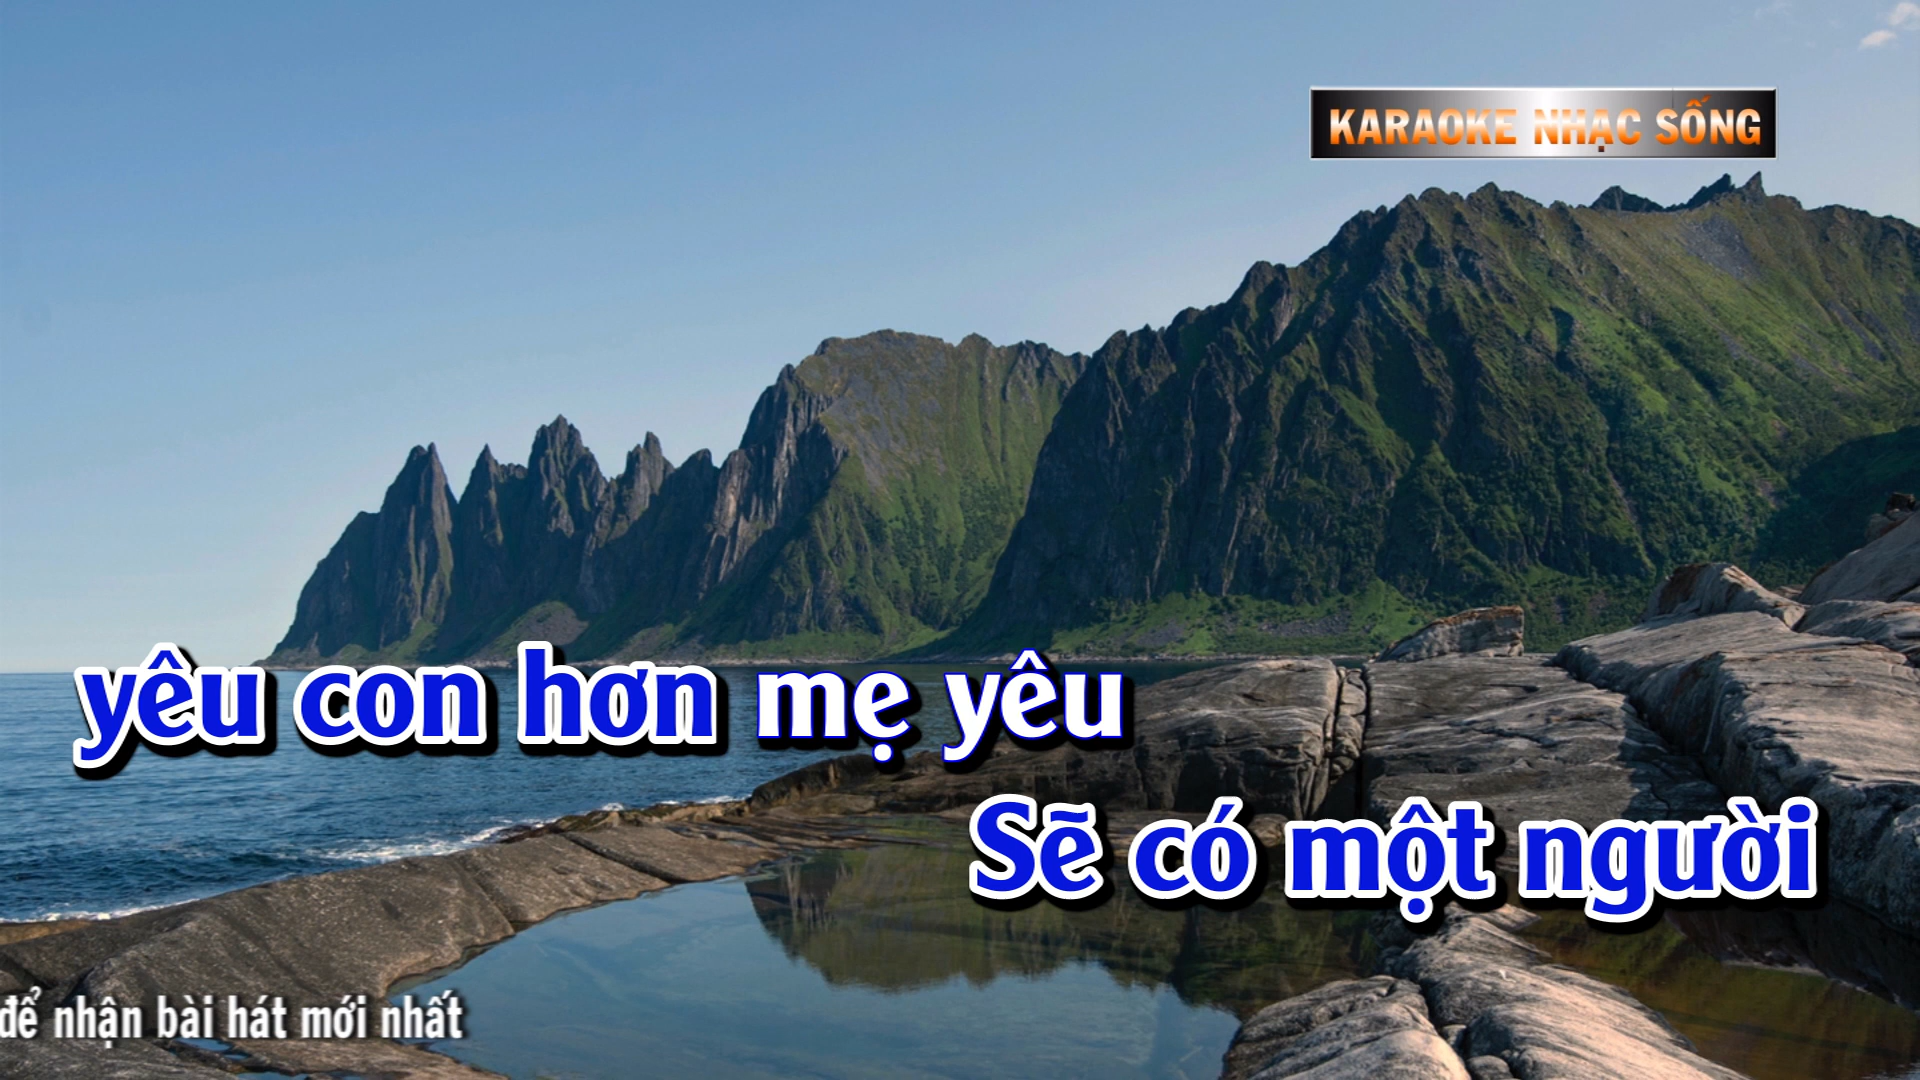 KARAOKE NHẠC SỐNG
yêu con hơn mẹ yêu
Sẽ có một người
để nhận bài hát mới nhất